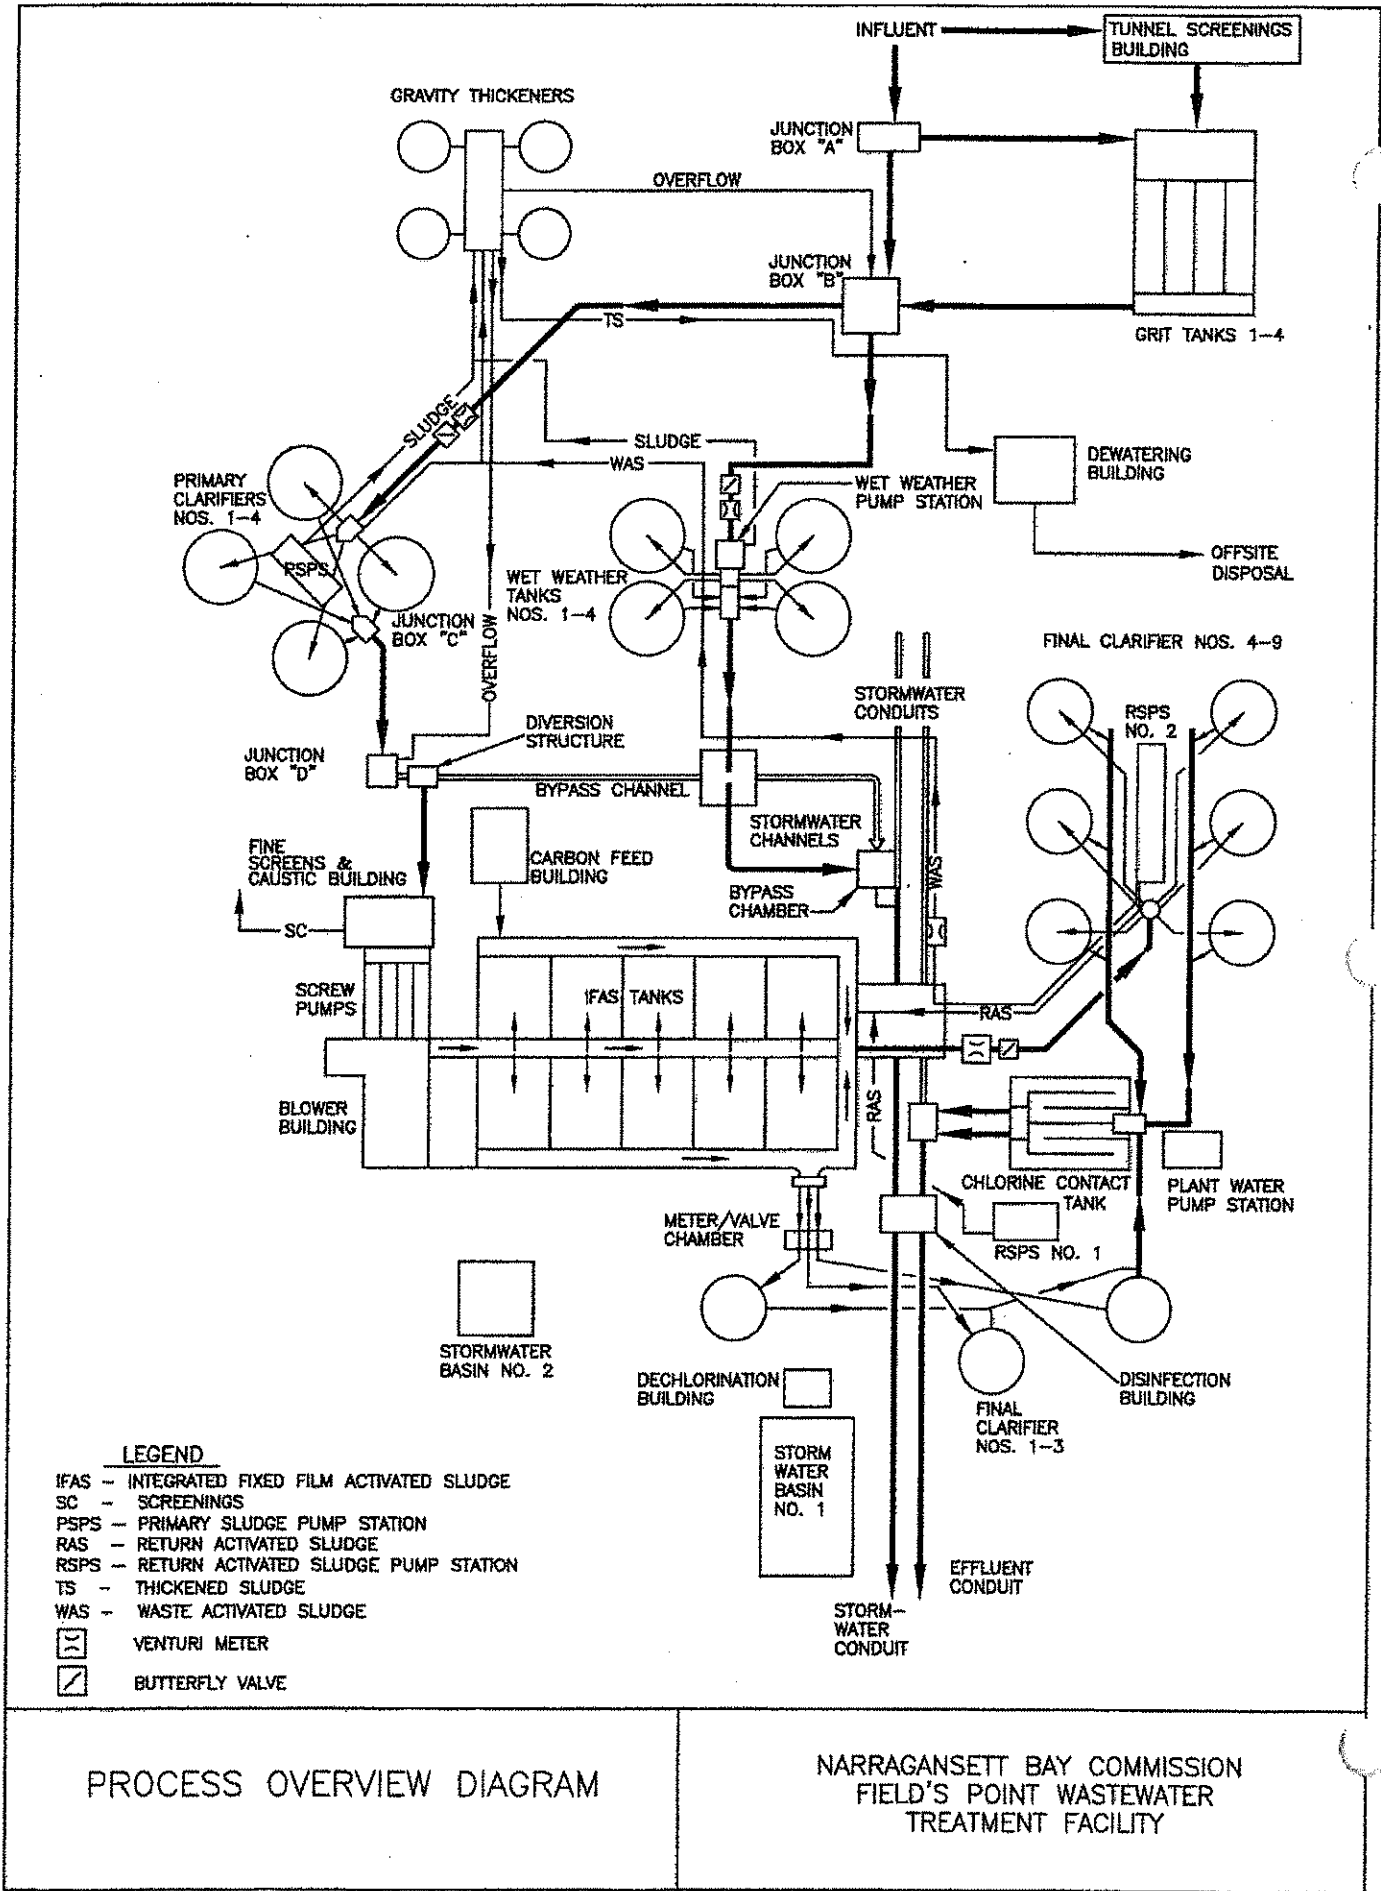 INFLUENT
TUNNEL SCREENINGS
BUILDING
GRAVITY THICKENERS
JUNCTION
BOX "A"
OVERFLOW
JUNCTION
BOX "B"
TS
GRIT TANKS 1-4
SLUDGE
SLUDGE
WAS
DEWATERING
BUILDING
PRIMARY
CLARIFIERS
NOS. 1-4
WET WEATHER
PUMP STATION
OFFSITE
DISPOSAL
PSPS
WET WEATHER
TANKS
NOS. 1-4
JUNCTION
BOX "C"
OVERFLOW
FINAL CLARIFIER NOS. 4-9
STORMWATER
CONDUITS
RSPS
NO. 2
DIVERSION
STRUCTURE
JUNCTION
BOX "D"
BYPASS CHANNEL
STORMWATER
CHANNELS
FINE
SCREENS &
CAUSTIC BUILDING
CARBON FEED
BUILDING
WAS
BYPASS
CHAMBER
SC
SCREW
PUMPS
IFAS TANKS
RAS
BLOWER
BUILDING
RAS
CHLORINE CONTACT
TANK
PLANT WATER
PUMP STATION
METER/VALVE
CHAMBER
RSPS NO. 1
STORMWATER
BASIN NO. 2
DECHLORINATION
BUILDING
DISINFECTION
BUILDING
FINAL
CLARIFIER
NOS. 1-3
STORM
WATER
BASIN
NO. 1
LEGEND
IFAS - INTEGRATED FIXED FILM ACTIVATED SLUDGE
SC - SCREENINGS
PSPS - PRIMARY SLUDGE PUMP STATION
RAS - RETURN ACTIVATED SLUDGE
RSPS - RETURN ACTIVATED SLUDGE PUMP STATION
TS - THICKENED SLUDGE
WAS - WASTE ACTIVATED SLUDGE
VENTURI METER
BUTTERFLY VALVE
EFFLUENT
CONDUIT
STORM-
WATER
CONDUIT
PROCESS OVERVIEW DIAGRAM
NARRAGANSETT BAY COMMISSION
FIELD'S POINT WASTEWATER
TREATMENT FACILITY